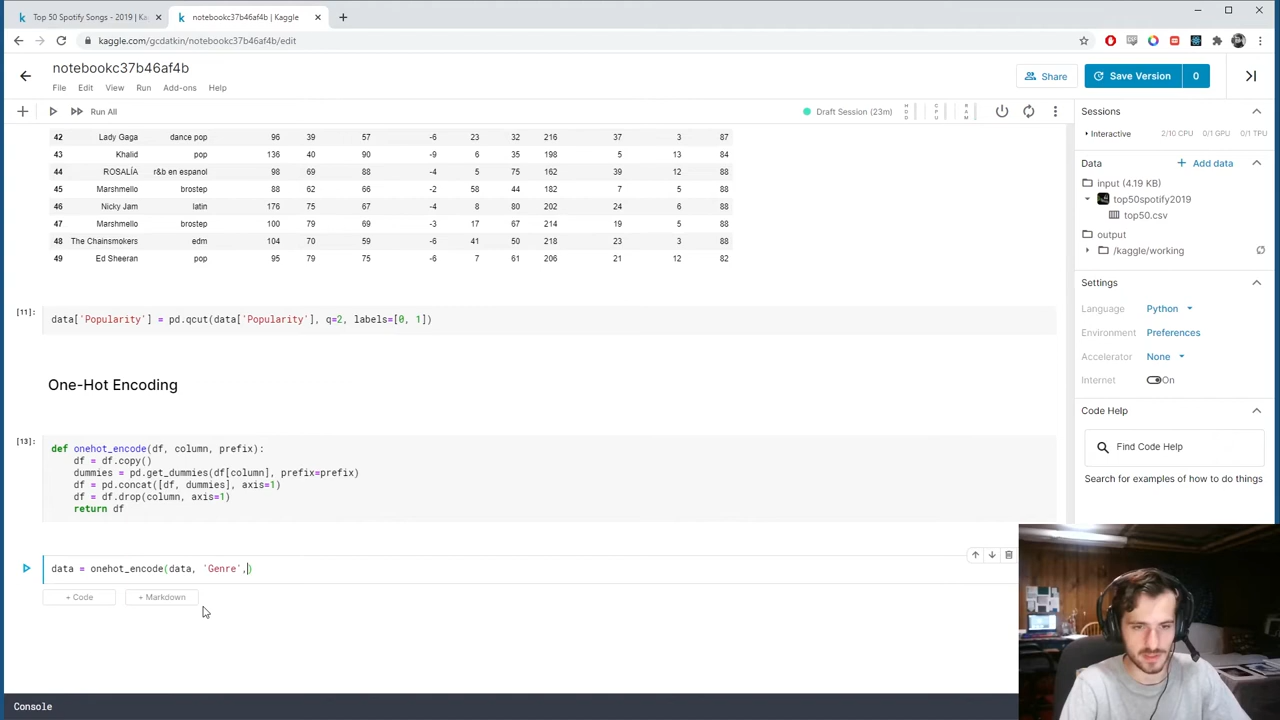 Top 50 Spotify Songs - 2019 | Ka
notebookc37b46af4b | Kaggle
kaggle.com/gcdatkin/notebookc37b46af4b/edit
notebookc37b46af4b
File Edit View Run Add-ons Help
Share
Save Version 0
Run All
Draft Session (23m)
HDD CPU RAM
42 Lady Gaga dance pop 96 39 57 -6 23 32 216 37 3 87
43 Khalid pop 136 40 90 -9 6 35 198 5 13 84
44 ROSALÍA r&b en espanol 98 69 88 -4 5 75 162 39 12 88
45 Marshmello brostep 88 62 66 -2 58 44 182 7 5 88
46 Nicky Jam latin 176 75 67 -4 8 80 202 24 6 88
47 Marshmello brostep 100 79 69 -3 17 67 214 19 5 88
48 The Chainsmokers edm 104 70 59 -6 41 50 218 23 3 88
49 Ed Sheeran pop 95 79 75 -6 7 61 206 21 12 82
[11]:
data['Popularity'] = pd.qcut(data['Popularity'], q=2, labels=[0, 1])
One-Hot Encoding
[13]:
def onehot_encode(df, column, prefix):
df = df.copy()
dummies = pd.get_dummies(df[column], prefix=prefix)
df = pd.concat([df, dummies], axis=1)
df = df.drop(column, axis=1)
return df
data = onehot_encode(data, 'Genre',)
+ Code + Markdown
Console
Sessions
Interactive 2/10 CPU 0/1 GPU 0/1 TPU
Data + Add data
input (4.19 KB)
top50spotify2019
top50.csv
output
/kaggle/working
Settings
Language Python
Environment Preferences
Accelerator None
Internet On
Code Help
Find Code Help
Search for examples of how to do things